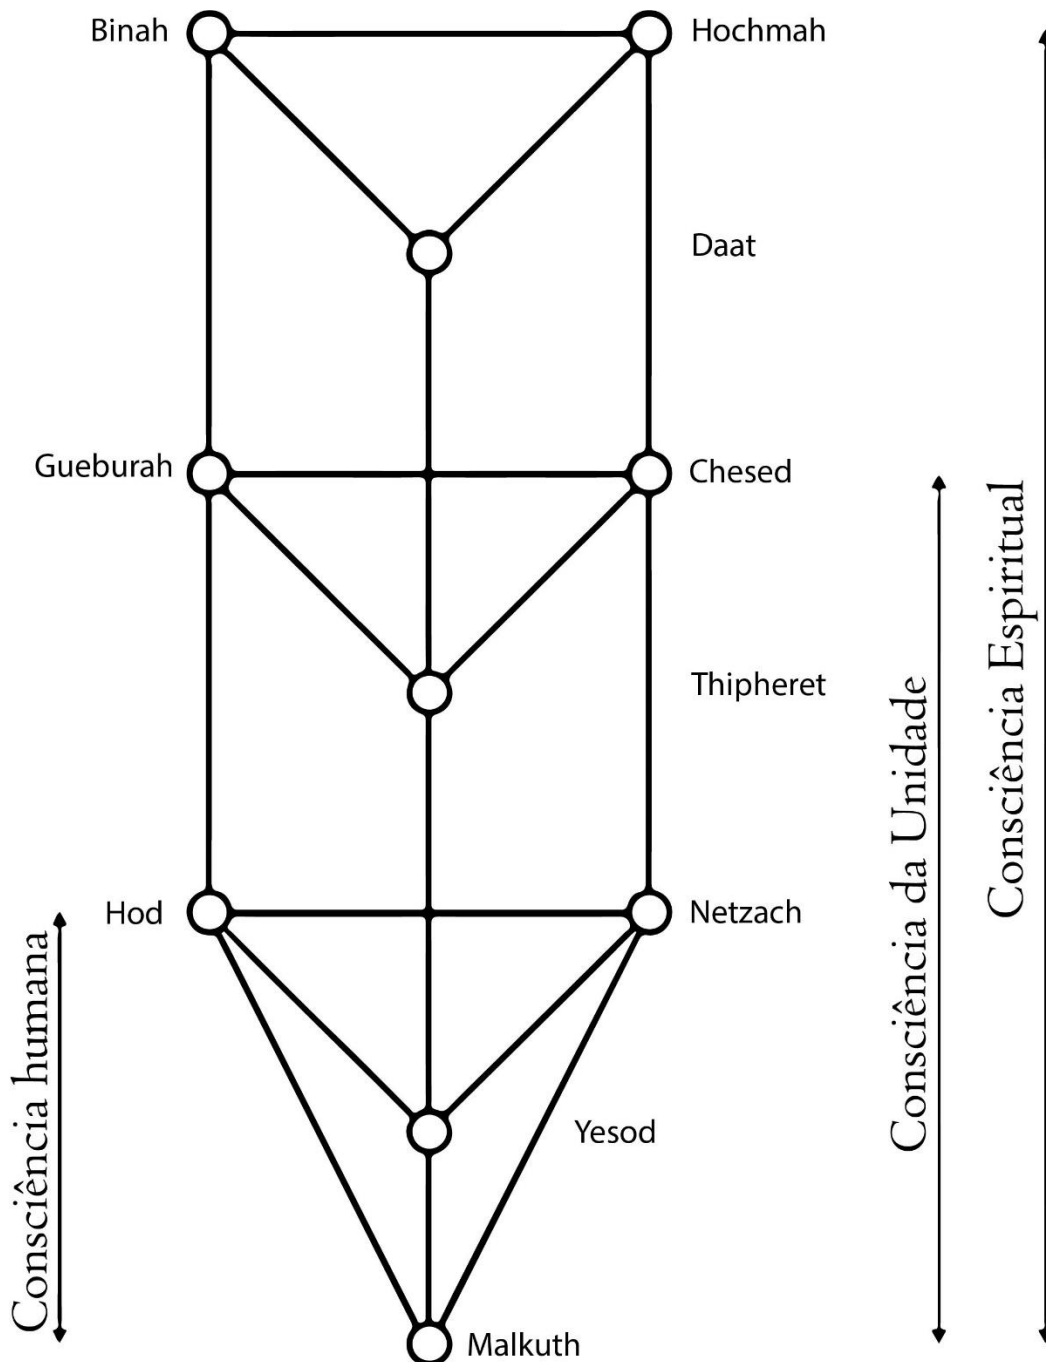 Binah
Hochmah
Daat
Gueburah
Chesed
Thipheret
Hod
Netzach
Yesod
Malkuth
Consciência humana
Consciência da Unidade
Consciência Espiritual